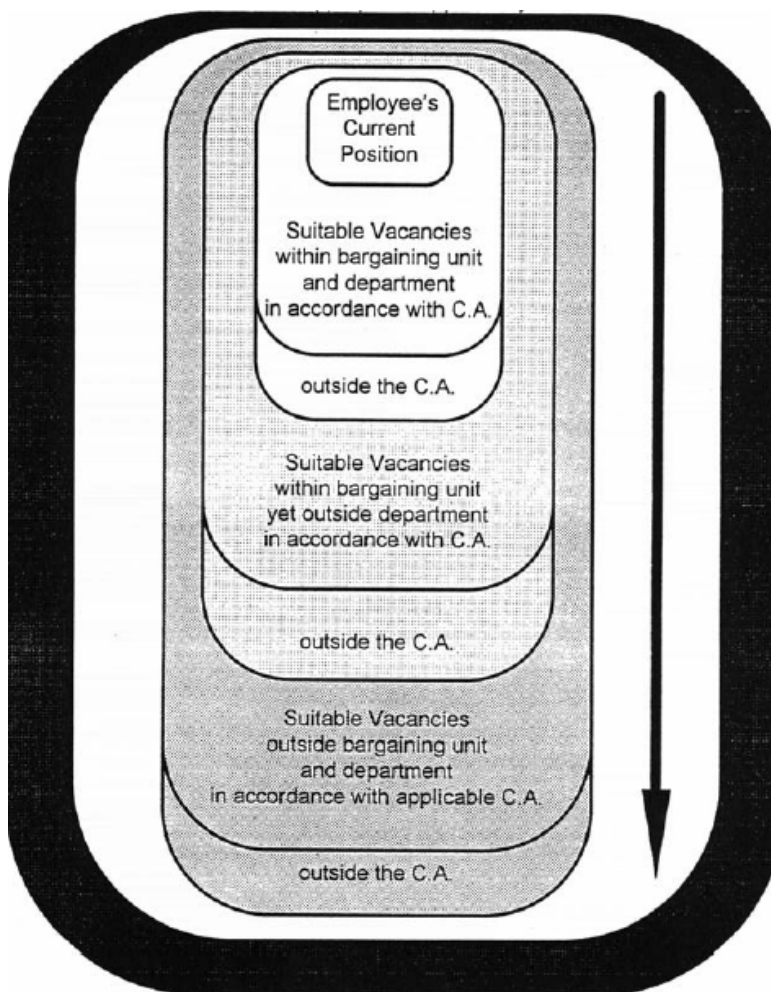 Employee's
Current
Position
Suitable Vacancies
within bargaining unit
and department
in accordance with C.A.
outside the C.A.
Suitable Vacancies
within bargaining unit
yet outside department
in accordance with C.A.
outside the C.A.
Suitable Vacancies
outside bargaining unit
and department
in accordance with applicable C.A.
outside the C.A.